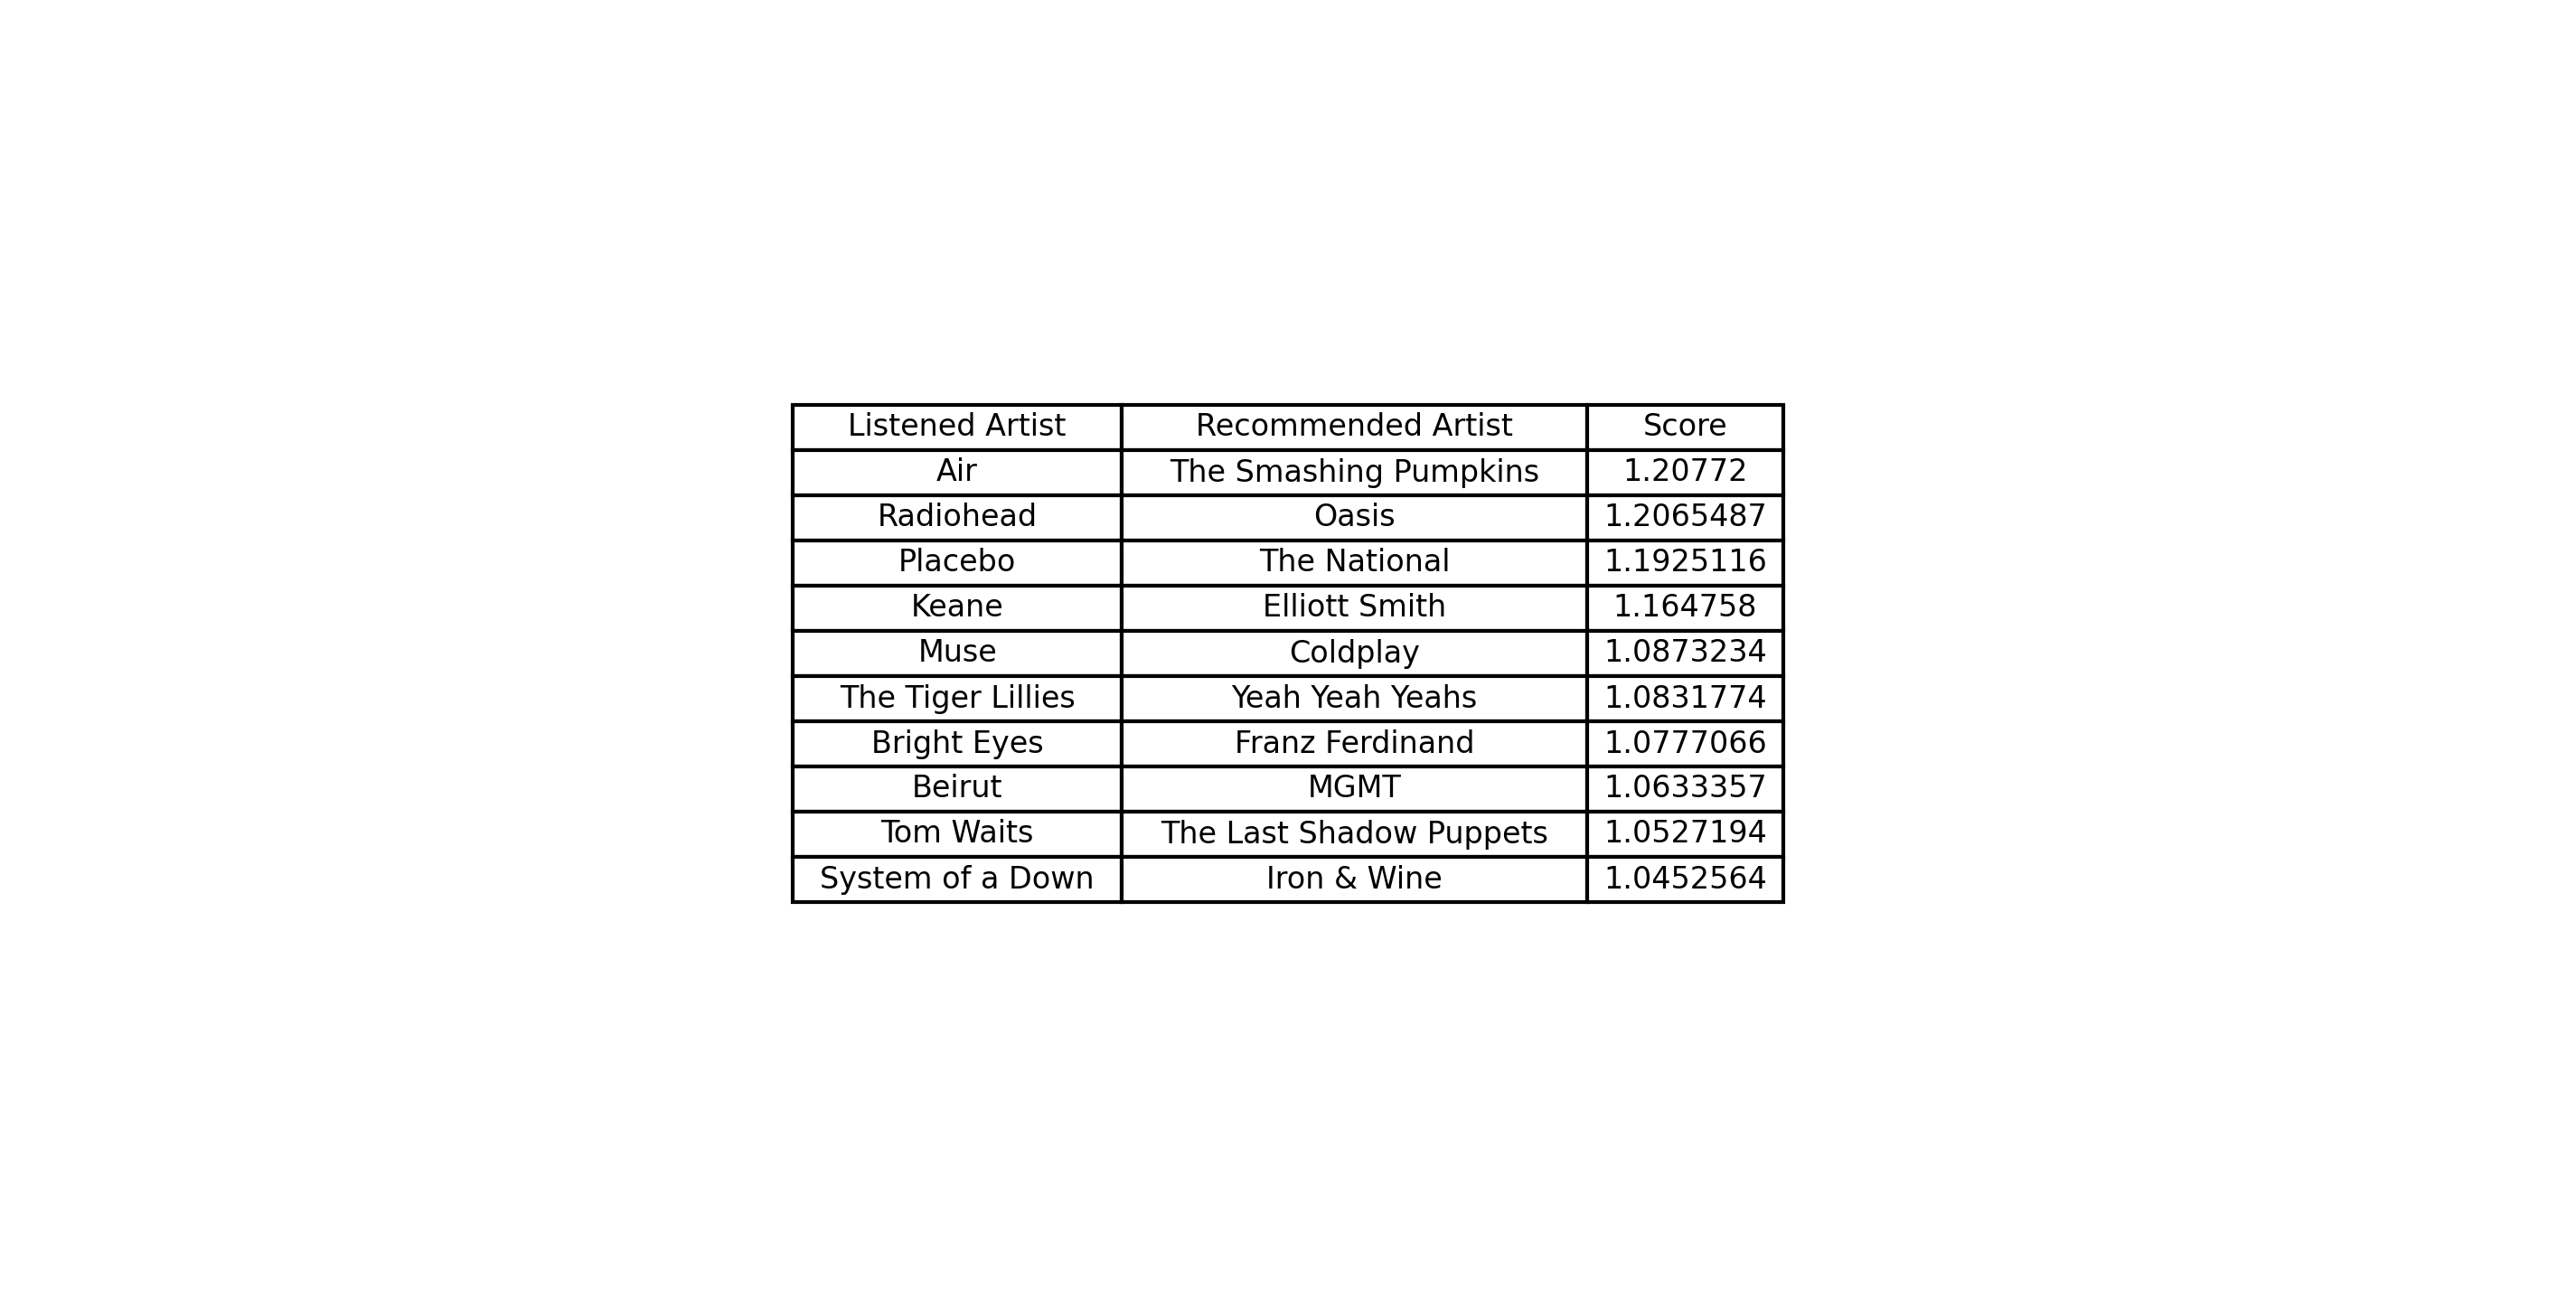 Listened Artist Recommended Artist Score
Air The Smashing Pumpkins 1.20772
Radiohead Oasis 1.2065487
Placebo The National 1.1925116
Keane Elliott Smith 1.164758
Muse Coldplay 1.0873234
The Tiger Lillies Yeah Yeah Yeahs 1.0831774
Bright Eyes Franz Ferdinand 1.0777066
Beirut MGMT 1.0633357
Tom Waits The Last Shadow Puppets 1.0527194
System of a Down Iron & Wine 1.0452564